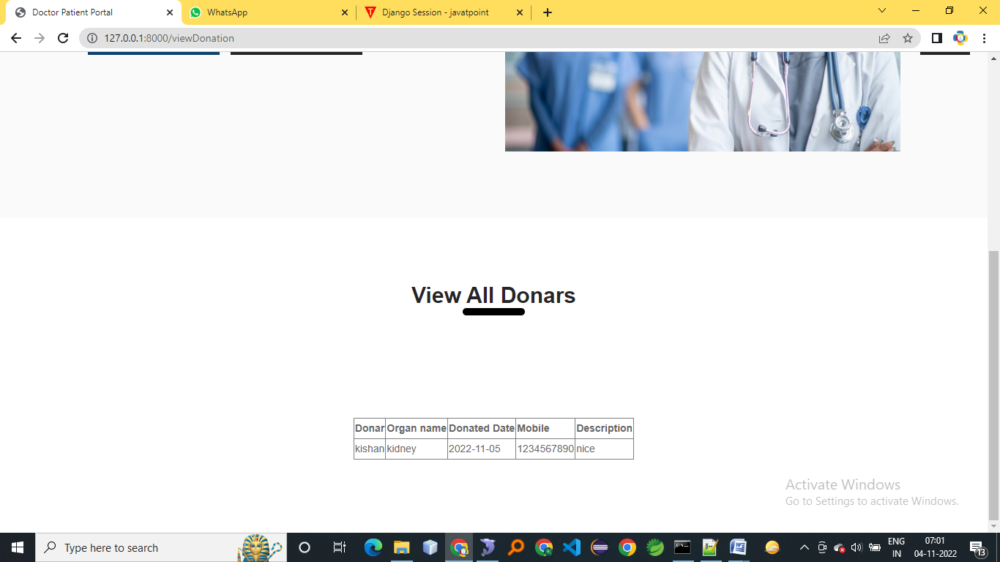 Doctor Patient Portal
WhatsApp
Django Session - javatpoint
127.0.0.1:8000/viewDonation
View All Donars
Donar Organ name Donated Date Mobile Description
kishan kidney 2022-11-05 1234567890 nice
Activate Windows
Go to Settings to activate Windows.
Type here to search
ENG
IN
07:01
04-11-2022
13